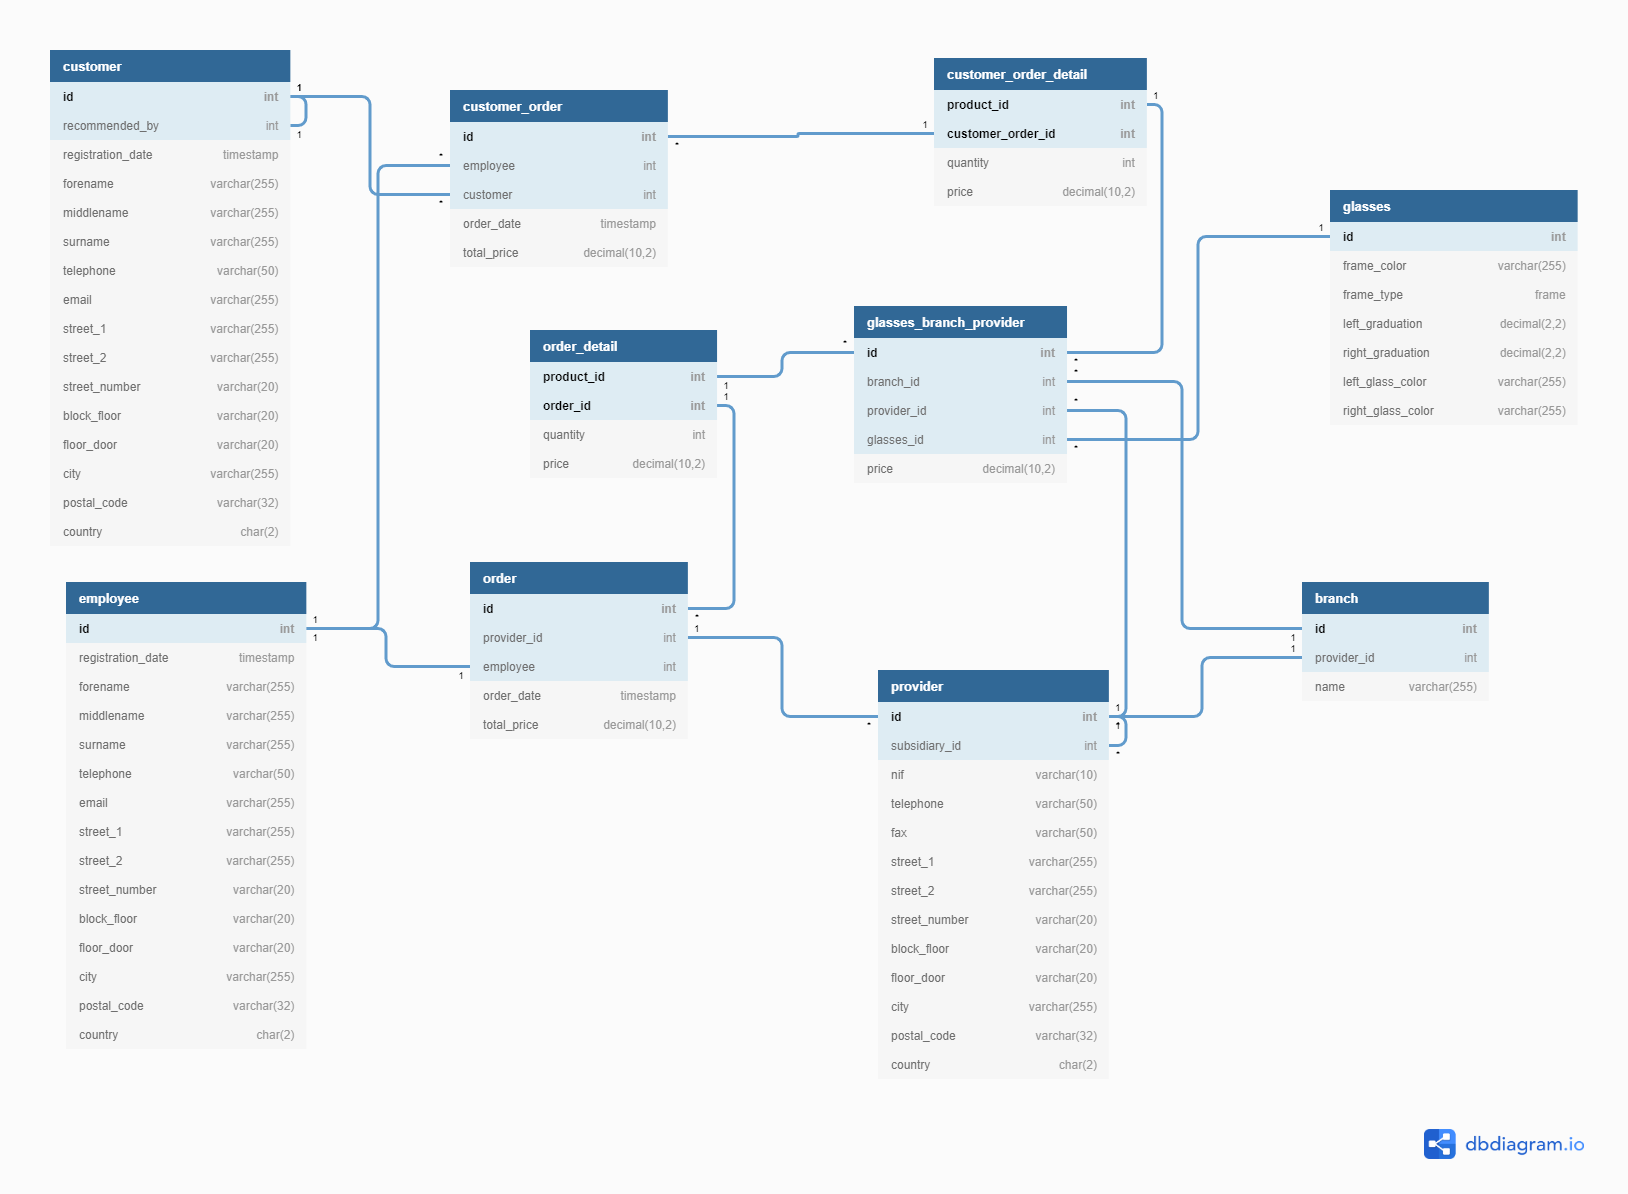 customer
id int
recommended_by int
registration_date timestamp
forename varchar(255)
middlename varchar(255)
surname varchar(255)
telephone varchar(50)
email varchar(255)
street_1 varchar(255)
street_2 varchar(255)
street_number varchar(20)
block_floor varchar(20)
floor_door varchar(20)
city varchar(255)
postal_code varchar(32)
country char(2)
1
1
customer_order
id int
employee int
customer int
order_date timestamp
total_price decimal(10,2)
*
*
*
customer_order_detail
product_id int
customer_order_id int
quantity int
price decimal(10,2)
1
1
glasses
id int
frame_color varchar(255)
frame_type frame
left_graduation decimal(2,2)
right_graduation decimal(2,2)
left_glass_color varchar(255)
right_glass_color varchar(255)
1
order_detail
product_id int
order_id int
quantity int
price decimal(10,2)
1
1
glasses_branch_provider
id int
branch_id int
provider_id int
glasses_id int
price decimal(10,2)
*
*
*
*
*
employee
id int
registration_date timestamp
forename varchar(255)
middlename varchar(255)
surname varchar(255)
telephone varchar(50)
email varchar(255)
street_1 varchar(255)
street_2 varchar(255)
street_number varchar(20)
block_floor varchar(20)
floor_door varchar(20)
city varchar(255)
postal_code varchar(32)
country char(2)
1
1
order
id int
provider_id int
employee int
order_date timestamp
total_price decimal(10,2)
*
1
1
provider
id int
subsidiary_id int
nif varchar(10)
telephone varchar(50)
fax varchar(50)
street_1 varchar(255)
street_2 varchar(255)
street_number varchar(20)
block_floor varchar(20)
floor_door varchar(20)
city varchar(255)
postal_code varchar(32)
country char(2)
*
1
1
*
branch
id int
provider_id int
name varchar(255)
1
1
dbdiagram.io